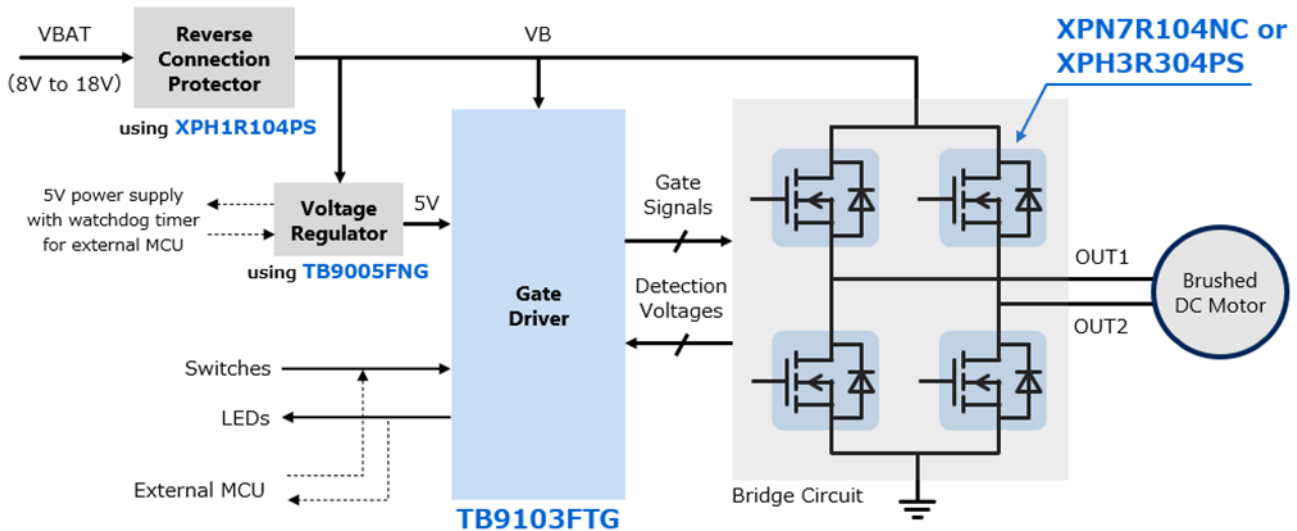 VBAT
(8V to 18V)
Reverse
Connection
Protector
using XPH1R104PS
VB
XPN7R104NC or
XPH3R304PS
5V power supply
with watchdog timer
for external MCU
Voltage
Regulator
using TB9005FNG
5V
Gate
Driver
TB9103FTG
Gate
Signals
Detection
Voltages
OUT1
OUT2
Brushed
DC Motor
Switches
LEDs
External MCU
Bridge Circuit